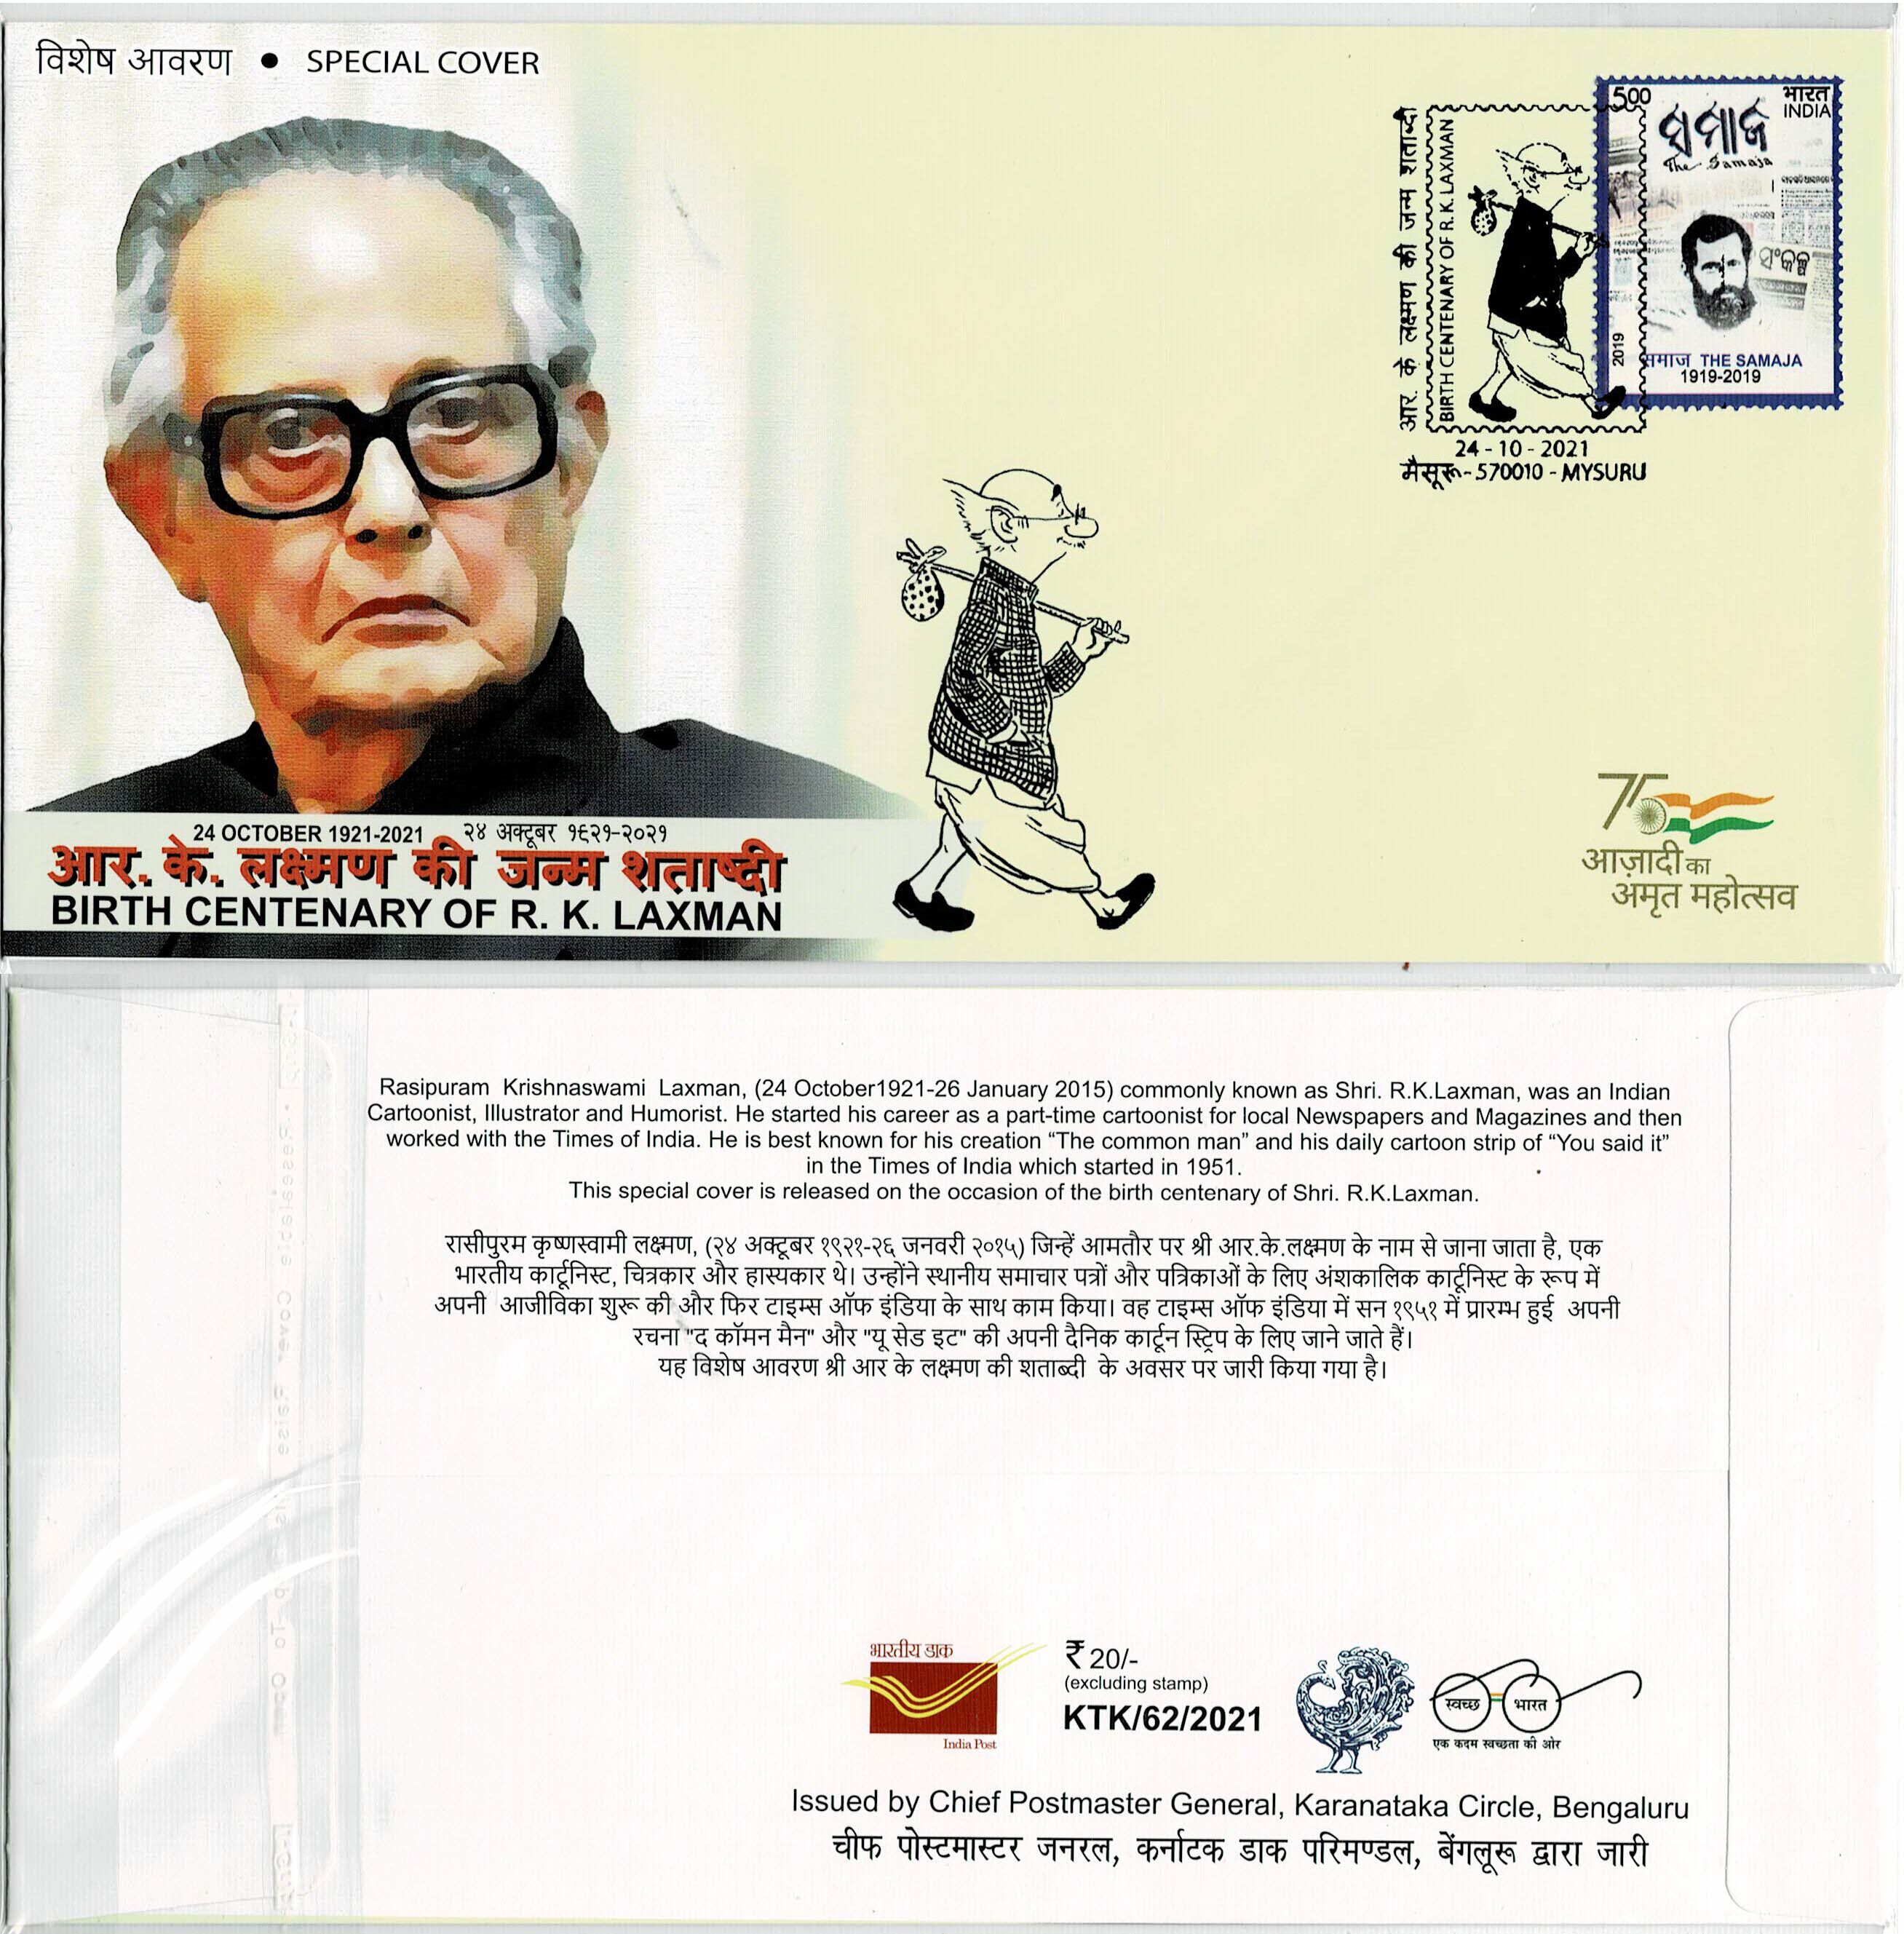 विशेष आवरण • SPECIAL COVER
आर. के लक्ष्मण की जन्म शताब्दी
BIRTH CENTENARY OF R.K.LAXMAN
24-10-2021
मैसूरू-570010-MYSURU
500
भारत
INDIA
ସମାଜ
The Samaja
ସଂକଳ୍ପ
2019
समाज THE SAMAJA
1919-2019
24 OCTOBER 1921-2021 २४ अक्टूबर १९२१-२०२१
आर. के. लक्ष्मण की जन्म शताष्दी
BIRTH CENTENARY OF R. K. LAXMAN
75
आज़ादी का
अमृत महोत्सव
Rasipuram Krishnaswami Laxman, (24 October1921-26 January 2015) commonly known as Shri. R.K.Laxman, was an Indian
Cartoonist, Illustrator and Humorist. He started his career as a part-time cartoonist for local Newspapers and Magazines and then
worked with the Times of India. He is best known for his creation “The common man” and his daily cartoon strip of “You said it”
in the Times of India which started in 1951.
This special cover is released on the occasion of the birth centenary of Shri. R.K.Laxman.
रासीपुरम कृष्णस्वामी लक्ष्मण, (२४ अक्टूबर १९२१-२६ जनवरी २०१५) जिन्हें आमतौर पर श्री आर.के.लक्ष्मण के नाम से जाना जाता है, एक
भारतीय कार्टूनिस्ट, चित्रकार और हास्यकार थे। उन्होंने स्थानीय समाचार पत्रों और पत्रिकाओं के लिए अंशकालिक कार्टूनिस्ट के रूप में
अपनी आजीविका शुरू की और फिर टाइम्स ऑफ इंडिया के साथ काम किया। वह टाइम्स ऑफ इंडिया में सन १९५१ में प्रारम्भ हुई अपनी
रचना "द कॉमन मैन" और "यू सेड इट" की अपनी दैनिक कार्टून स्ट्रिप के लिए जाने जाते हैं।
यह विशेष आवरण श्री आर के लक्ष्मण की शताब्दी के अवसर पर जारी किया गया है।
भारतीय डाक
India Post
₹ 20/-
(excluding stamp)
KTK/62/2021
स्वच्छ भारत
एक कदम स्वच्छता की ओर
Issued by Chief Postmaster General, Karanataka Circle, Bengaluru
चीफ पोस्टमास्टर जनरल, कर्नाटक डाक परिमण्डल, बेंगलूरू द्वारा जारी